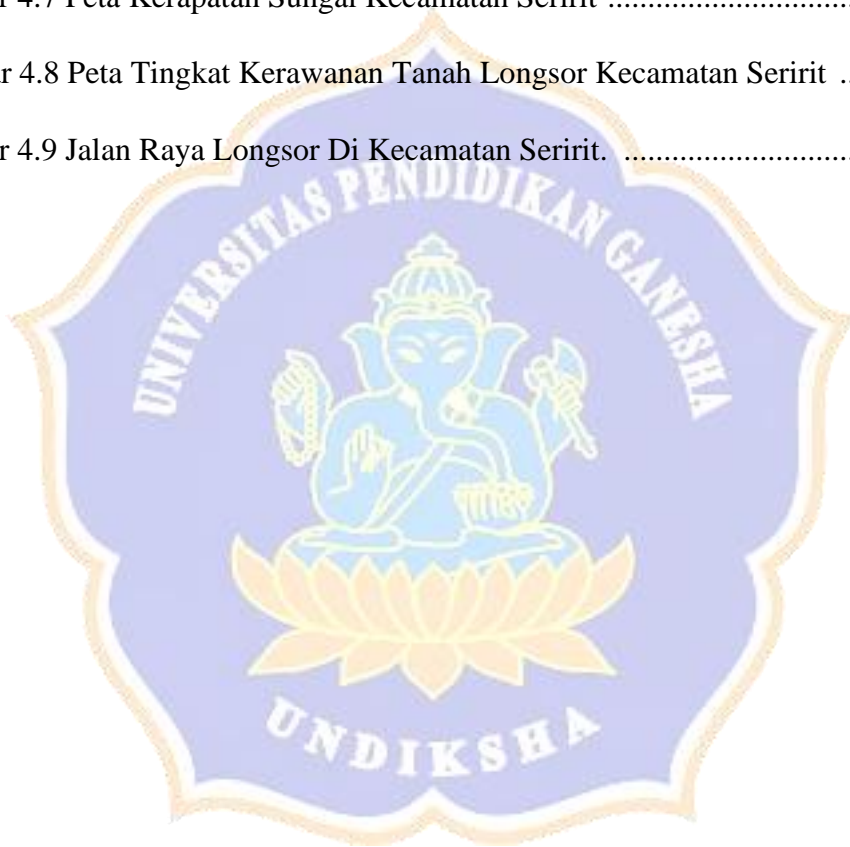 r 4.7 Peta Kerapatan Sungai Kecamatan Seririt ..............................
r 4.8 Peta Tingkat Kerawanan Tanah Longsor Kecamatan Seririt ..
r 4.9 Jalan Raya Longsor Di Kecamatan Seririt. ............................
UNIVERSITAS PENDIDIKAN GANESHA
UNDIKSHA